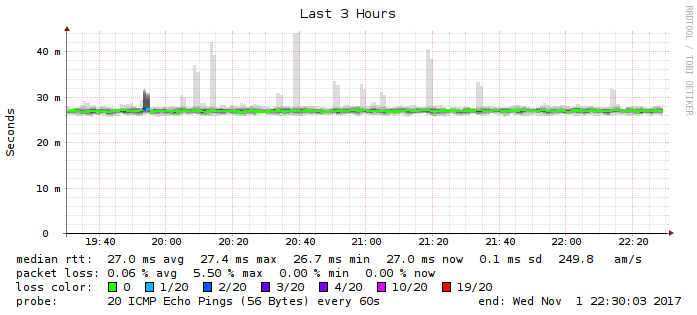 Last 3 Hours
RRDTOOL / TOBI OETIKER
Seconds
40 m
30 m
20 m
10 m
0
19:40 20:00 20:20 20:40 21:00 21:20 21:40 22:00 22:20
median rtt: 27.0 ms avg 27.4 ms max 26.7 ms min 27.0 ms now 0.1 ms sd 249.8 am/s
packet loss: 0.06 % avg 5.50 % max 0.00 % min 0.00 % now
loss color: 0 1/20 2/20 3/20 4/20 10/20 19/20
probe: 20 ICMP Echo Pings (56 Bytes) every 60s end: Wed Nov 1 22:30:03 2017